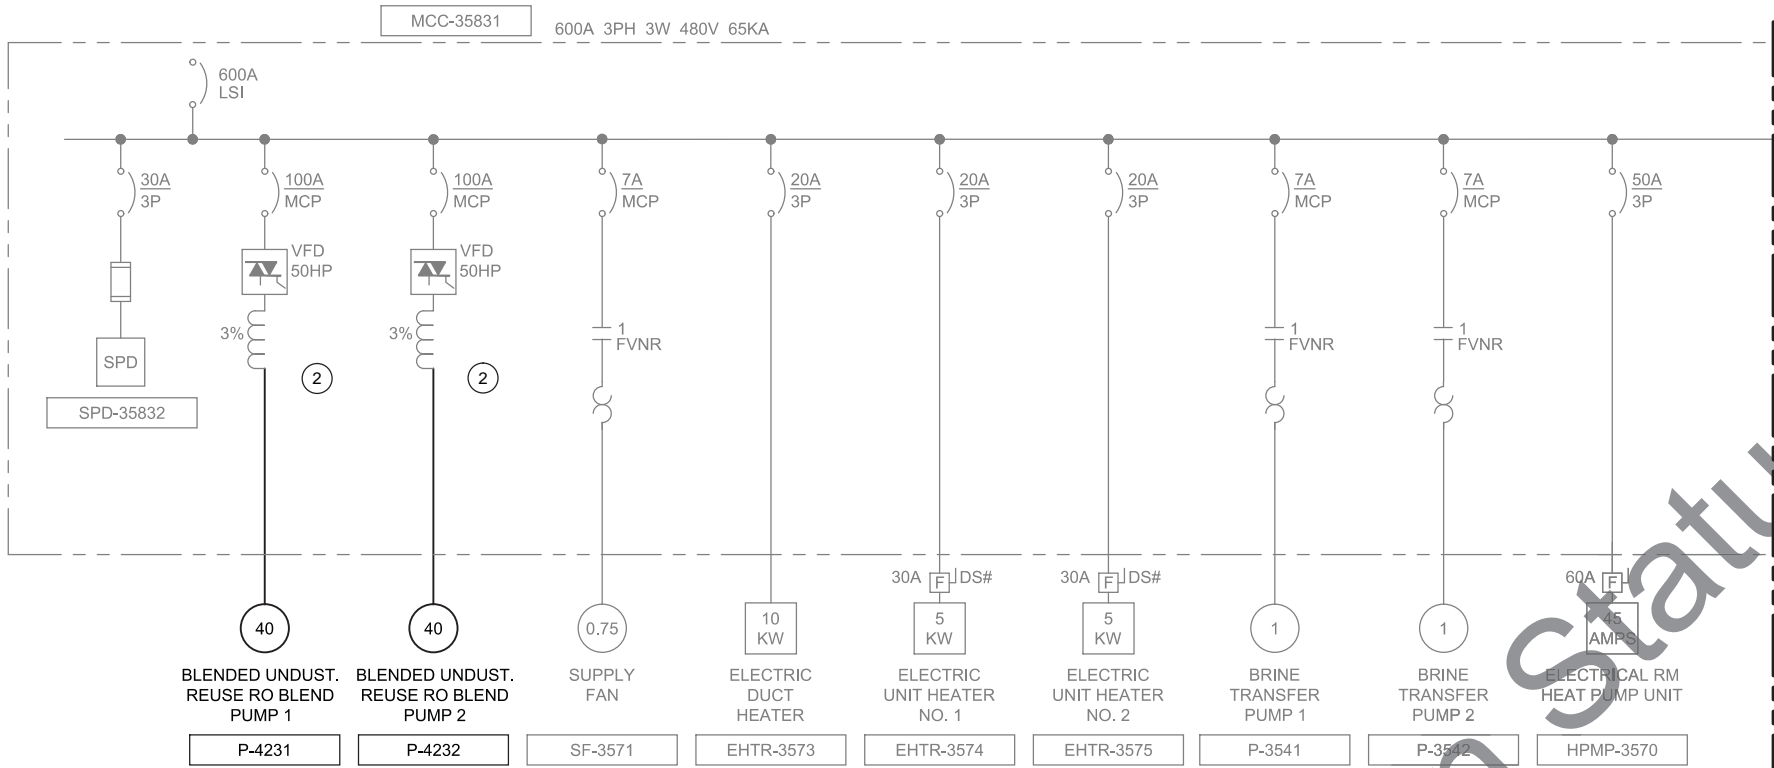 MCC-35831
600A 3PH 3W 480V 65KA
600A
LSI
30A
3P
100A
MCP
100A
MCP
7A
MCP
20A
3P
20A
3P
20A
3P
7A
MCP
7A
MCP
50A
3P
VFD
50HP
VFD
50HP
3%
3%
1
FVNR
1
FVNR
1
FVNR
SPD
2
2
SPD-35832
30A F DS#
30A F DS#
60A F
40
40
0.75
10
KW
5
KW
5
KW
1
1
45
AMPS
BLENDED UNDUST.
REUSE RO BLEND
PUMP 1
BLENDED UNDUST.
REUSE RO BLEND
PUMP 2
SUPPLY
FAN
ELECTRIC
DUCT
HEATER
ELECTRIC
UNIT HEATER
NO. 1
ELECTRIC
UNIT HEATER
NO. 2
BRINE
TRANSFER
PUMP 1
BRINE
TRANSFER
PUMP 2
ELECTRICAL RM
HEAT PUMP UNIT
P-4231
P-4232
SF-3571
EHTR-3573
EHTR-3574
EHTR-3575
P-3541
P-3542
HPMP-3570
Statu